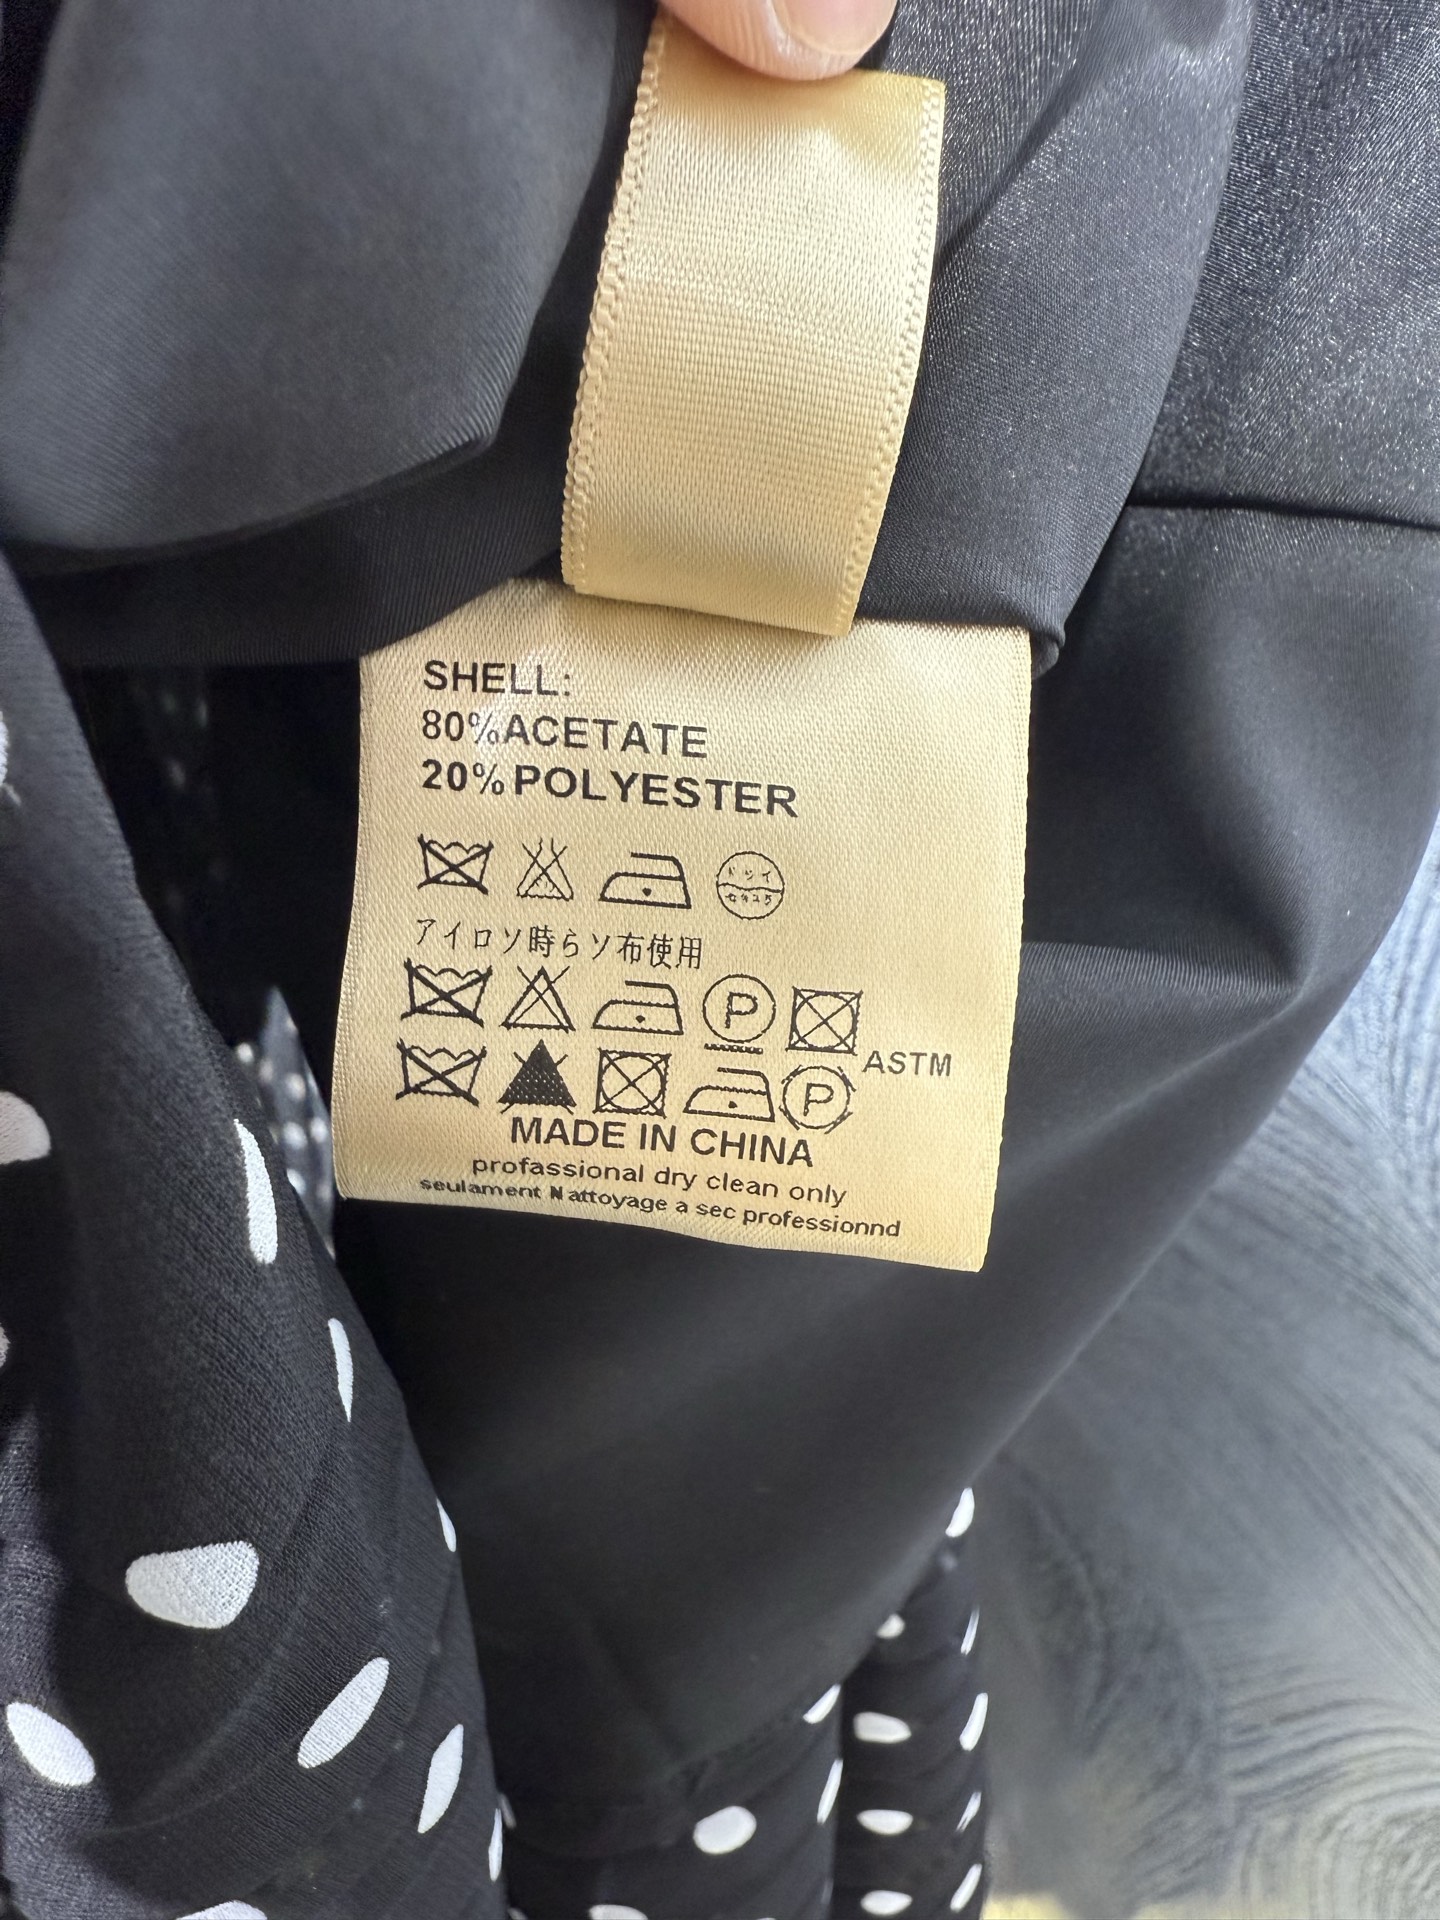 SHELL:
80%ACETATE
20%POLYESTER
アイロソ時らソ布使用
P
ASTM
P
MADE IN CHINA
profassional dry clean only
seulament Nattoyage a sec professionnd